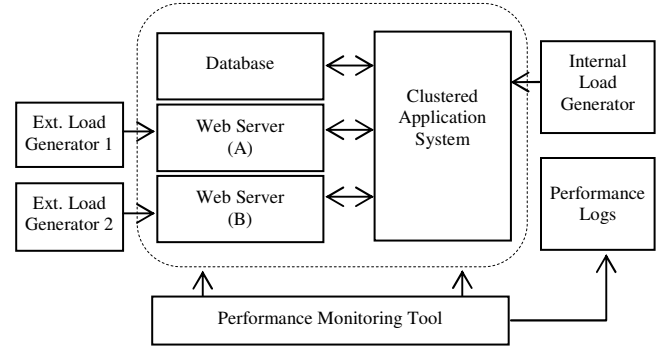 Database
Clustered
Application
System
Internal
Load
Generator
Ext. Load
Generator 1
Web Server
(A)
Ext. Load
Generator 2
Web Server
(B)
Performance
Logs
Performance Monitoring Tool